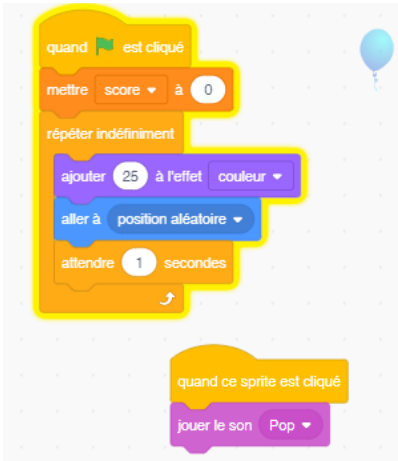 quand est cliqué
mettre score à 0
répéter indéfiniment
ajouter 25 à l'effet couleur
aller à position aléatoire
attendre 1 secondes
quand ce sprite est cliqué
jouer le son Pop